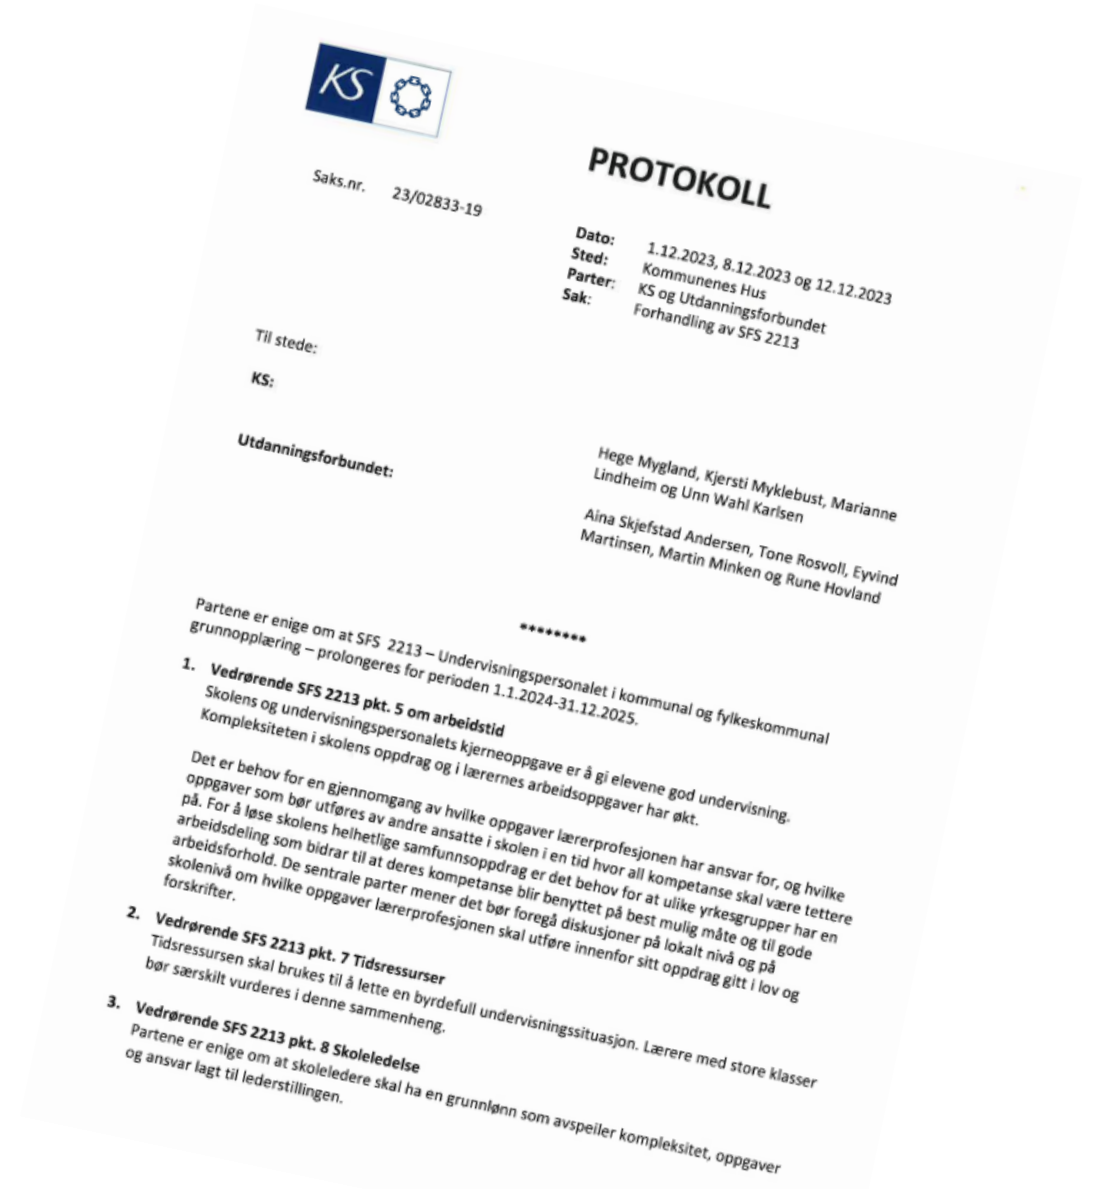 KS
PROTOKOLL
Saks.nr. 23/02833-19
Dato: 1.12.2023, 8.12.2023 og 12.12.2023
Sted: Kommunenes Hus
Parter: KS og Utdanningsforbundet
Sak: Forhandling av SFS 2213
Til stede:
KS:
Hege Mygland, Kjersti Myklebust, Marianne
Lindheim og Unn Wahl Karlsen
Utdanningsforbundet:
Aina Skjefstad Andersen, Tone Rosvoll, Eyvind
Martinsen, Martin Minken og Rune Hovland
********
Partene er enige om at SFS 2213 – Undervisningspersonalet i kommunal og fylkeskommunal
grunnopplæring – prolongeres for perioden 1.1.2024-31.12.2025.
1. Vedrørende SFS 2213 pkt. 5 om arbeidstid
Skolens og undervisningspersonalets kjerneoppgave er å gi elevene god undervisning.
Kompleksiteten i skolens oppdrag og i lærernes arbeidsoppgaver har økt.
Det er behov for en gjennomgang av hvilke oppgaver lærerprofesjonen har ansvar for, og hvilke
oppgaver som bør utføres av andre ansatte i skolen i en tid hvor all kompetanse skal være tettere
på. For å løse skolens helhetlige samfunnsoppdrag er det behov for at ulike yrkesgrupper har en
arbeidsdeling som bidrar til at deres kompetanse blir benyttet på best mulig måte og til gode
arbeidsforhold. De sentrale parter mener det bør foregå diskusjoner på lokalt nivå og på
skolenivå om hvilke oppgaver lærerprofesjonen skal utføre innenfor sitt oppdrag gitt i lov og
forskrifter.
2. Vedrørende SFS 2213 pkt. 7 Tidsressurser
Tidsressursen skal brukes til å lette en byrdefull undervisningssituasjon. Lærere med store klasser
bør særskilt vurderes i denne sammenheng.
3. Vedrørende SFS 2213 pkt. 8 Skoleledelse
Partene er enige om at skoleledere skal ha en grunnlønn som avspeiler kompleksitet, oppgaver
og ansvar lagt til lederstillingen.